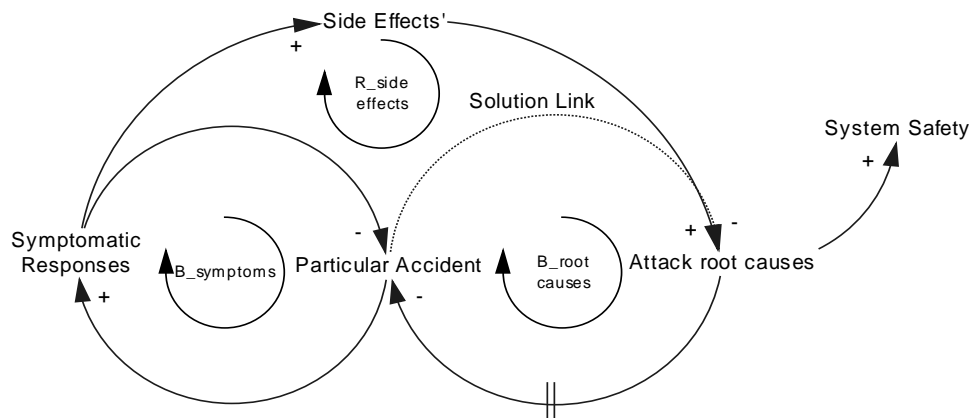 Side Effects'
+
R_side
effects
Solution Link
System Safety
+
Symptomatic
Responses
-
+ -
B_symptoms
Particular Accident
B_root
causes
Attack root causes
+
-